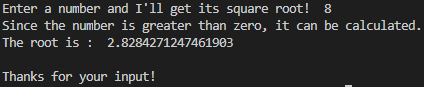 Enter a number and I'll get its square root!  8
Since the number is greater than zero, it can be calculated.
The root is :  2.8284271247461903
Thanks for your input!